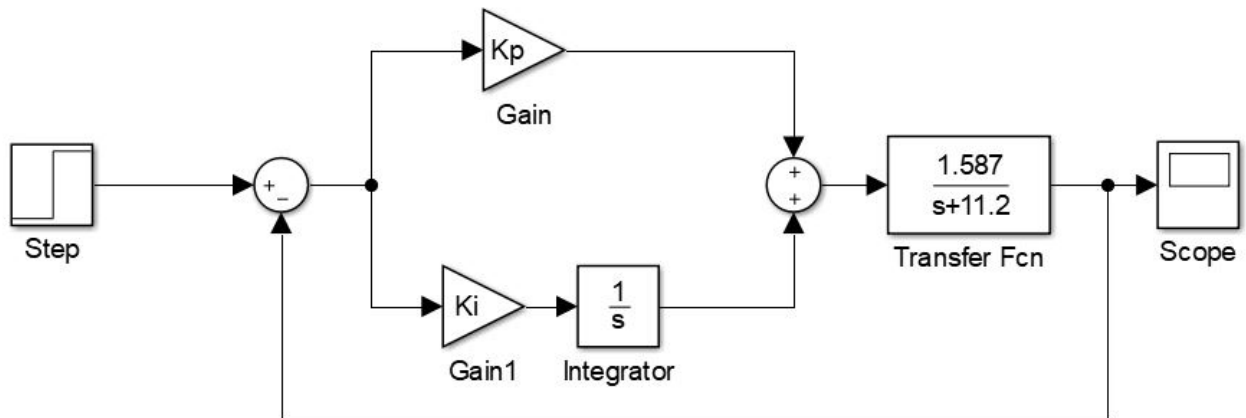 Kp
Gain
+
−
+
+
1.587
s+11.2
Step
Transfer Fcn
Scope
Ki
1
s
Gain1
Integrator